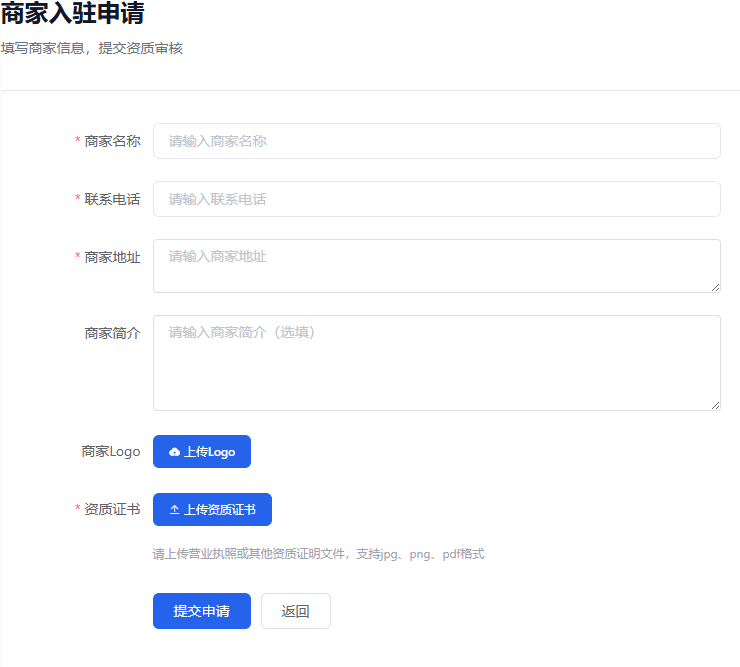 商家入驻申请
填写商家信息，提交资质审核
* 商家名称 请输入商家名称
* 联系电话 请输入联系电话
* 商家地址 请输入商家地址
商家简介 请输入商家简介（选填）
商家Logo 上传Logo
* 资质证书 上传资质证书
请上传营业执照或其他资质证明文件，支持jpg、png、pdf格式
提交申请 返回